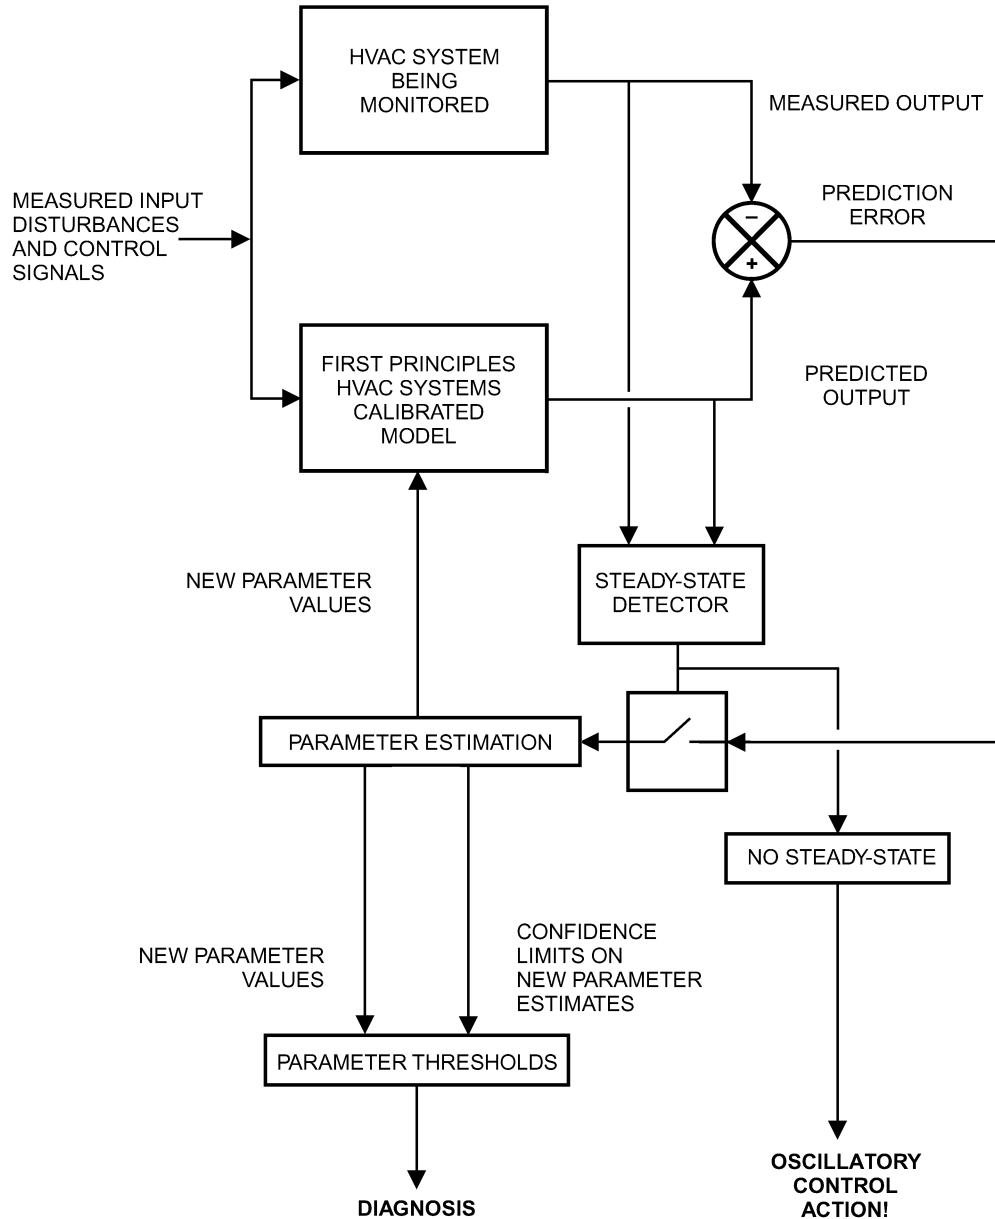 HVAC SYSTEM
BEING
MONITORED
MEASURED OUTPUT
MEASURED INPUT
DISTURBANCES
AND CONTROL
SIGNALS
PREDICTION
ERROR
−
+
FIRST PRINCIPLES
HVAC SYSTEMS
CALIBRATED
MODEL
PREDICTED
OUTPUT
NEW PARAMETER
VALUES
STEADY-STATE
DETECTOR
PARAMETER ESTIMATION
NO STEADY-STATE
NEW PARAMETER
VALUES
CONFIDENCE
LIMITS ON
NEW PARAMETER
ESTIMATES
PARAMETER THRESHOLDS
DIAGNOSIS
OSCILLATORY
CONTROL
ACTION!